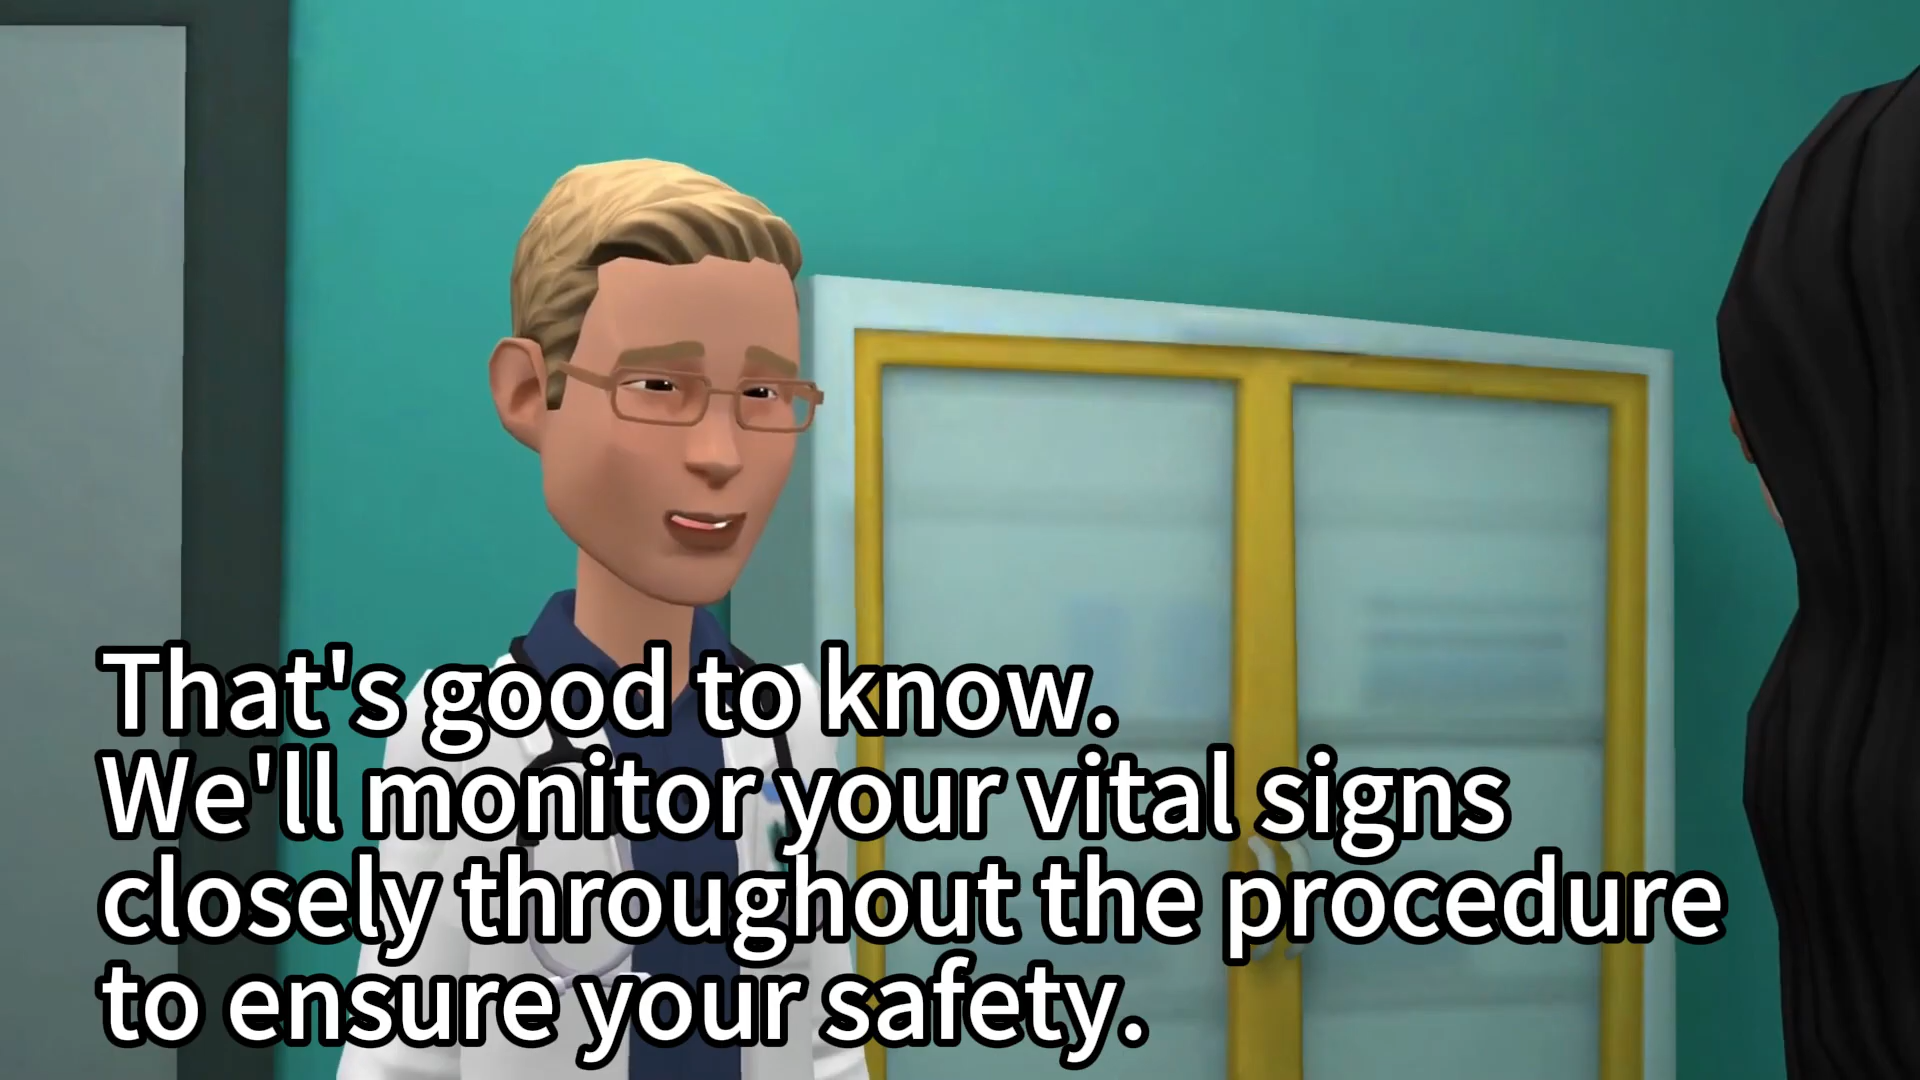 That's good to know.
We'll monitor your vital signs
closely throughout the procedure
to ensure your safety.